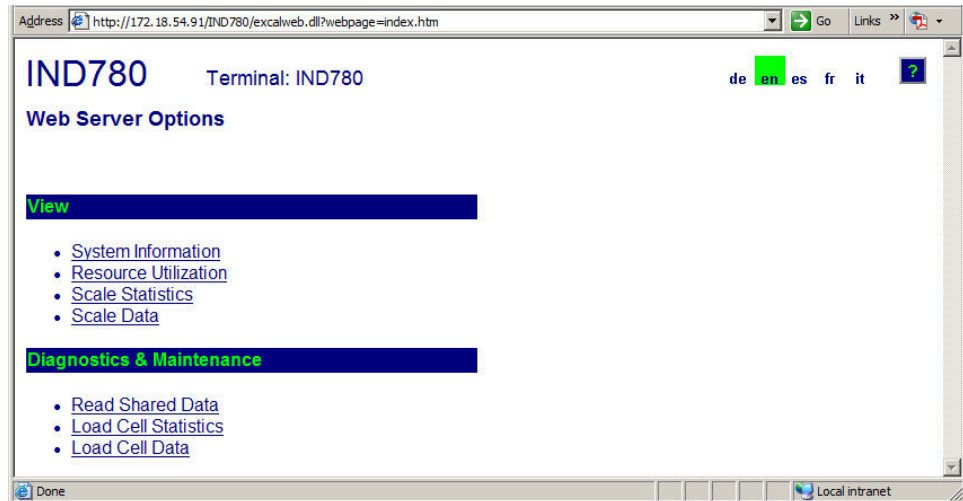 Address http://172.18.54.91/IND780/excalweb.dll?webpage=index.htm Go Links »
IND780 Terminal: IND780 de en es fr it ?
Web Server Options
View
• System Information
• Resource Utilization
• Scale Statistics
• Scale Data
Diagnostics & Maintenance
• Read Shared Data
• Load Cell Statistics
• Load Cell Data
Done Local intranet